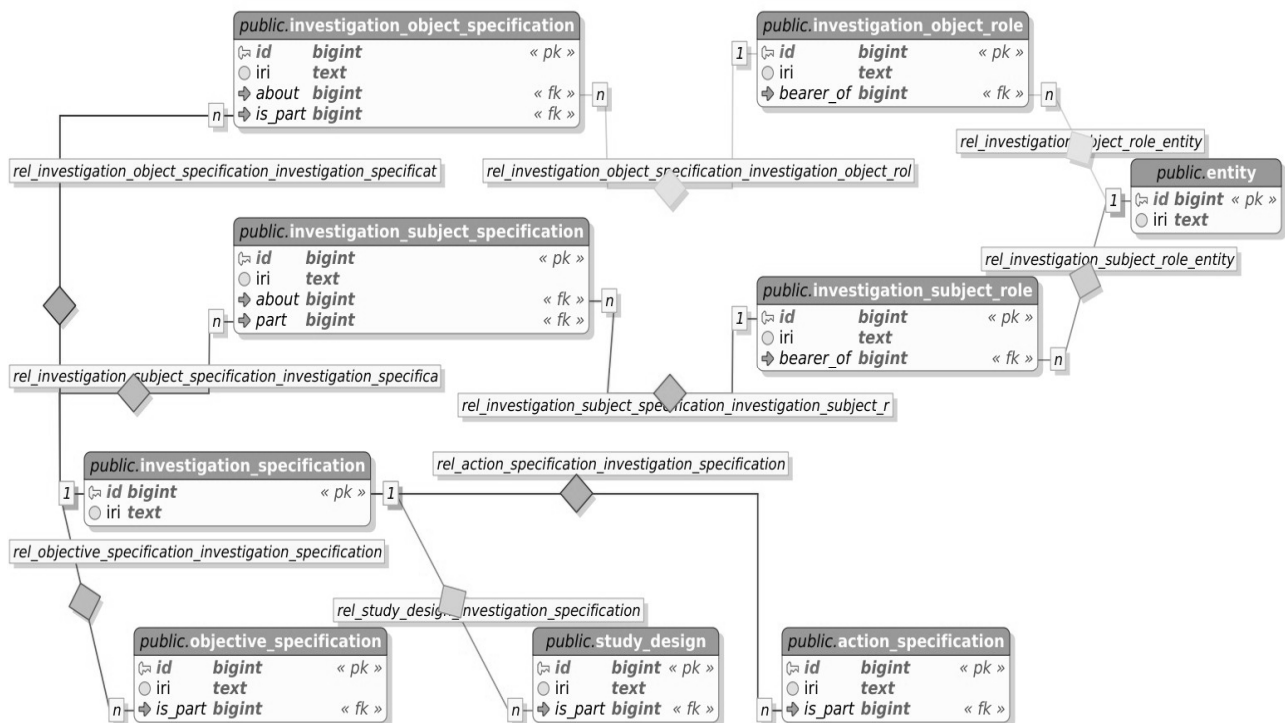 public.investigation_object_specification
id bigint « pk »
iri text
about bigint « fk »
is_part bigint « fk »
n
n
public.investigation_object_role
id bigint « pk »
iri text
bearer_of bigint « fk »
1
n
rel_investigation_object_specification_investigation_specificat
rel_investigation_object_specification_investigation_object_rol
rel_investigation_object_role_entity
public.entity
id bigint « pk »
iri text
1
public.investigation_subject_specification
id bigint « pk »
iri text
about bigint « fk »
part bigint « fk »
n
n
rel_investigation_subject_role_entity
public.investigation_subject_role
id bigint « pk »
iri text
bearer_of bigint « fk »
1
n
rel_investigation_subject_specification_investigation_specifica
rel_investigation_subject_specification_investigation_subject_r
public.investigation_specification
id bigint « pk »
iri text
1
1
rel_action_specification_investigation_specification
rel_objective_specification_investigation_specification
rel_study_design_investigation_specification
public.objective_specification
id bigint « pk »
iri text
is_part bigint « fk »
n
public.study_design
id bigint « pk »
iri text
is_part bigint « fk »
n
public.action_specification
id bigint « pk »
iri text
is_part bigint « fk »
n